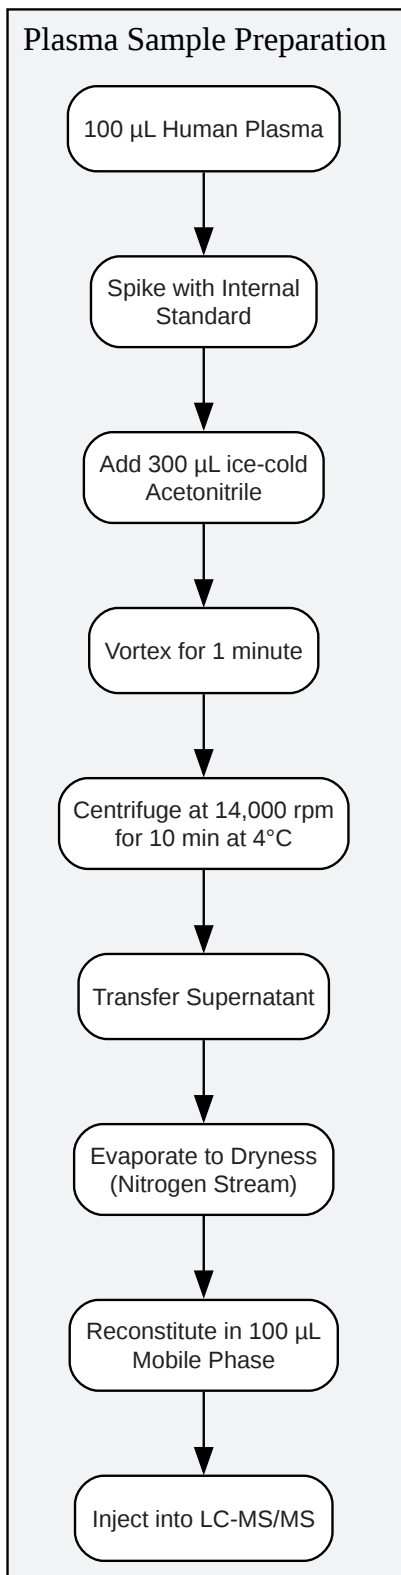 Plasma Sample Preparation
100 µL Human Plasma
Spike with Internal
Standard
Add 300 µL ice-cold
Acetonitrile
Vortex for 1 minute
Centrifuge at 14,000 rpm
for 10 min at 4°C
Transfer Supernatant
Evaporate to Dryness
(Nitrogen Stream)
Reconstitute in 100 µL
Mobile Phase
Inject into LC-MS/MS